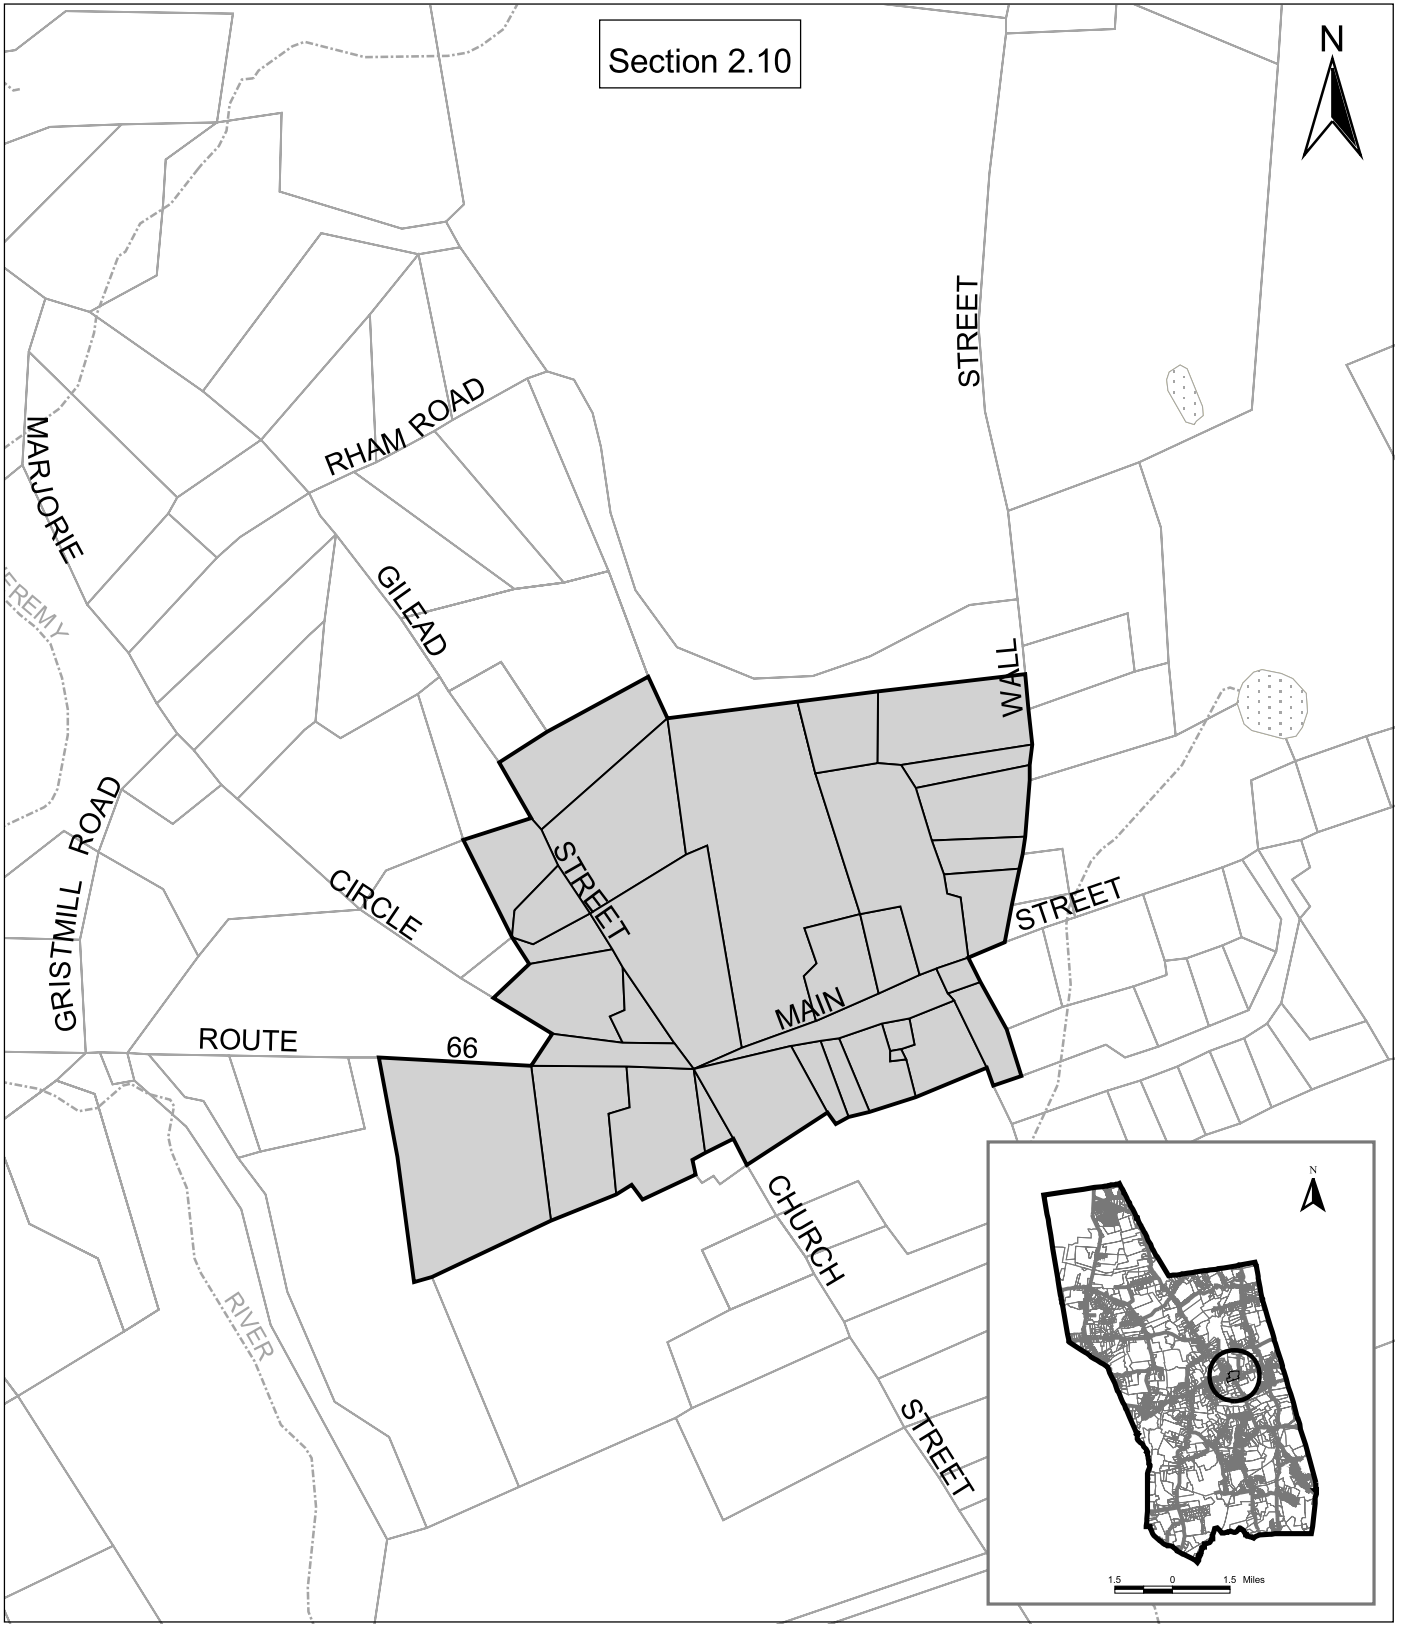 Section 2.10
N
STREET
RHAM ROAD
MARJORIE
GILEAD
WALL
ROAD
STREET
CIRCLE
STREET
GRISTMILL
MAIN
ROUTE
66
CHURCH
RIVER
STREET
N
1.5 0 1.5 Miles